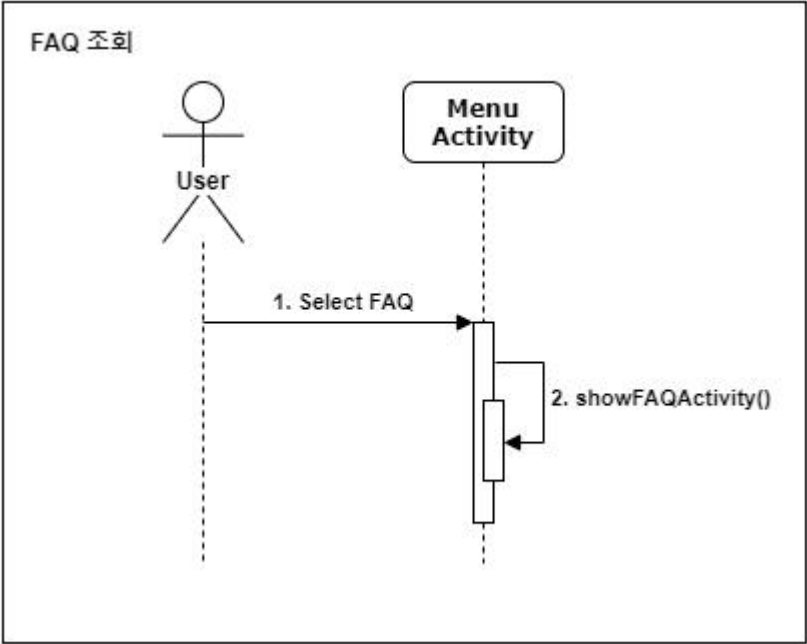 FAQ 조회
Menu
Activity
User
1. Select FAQ
2. showFAQActivity()